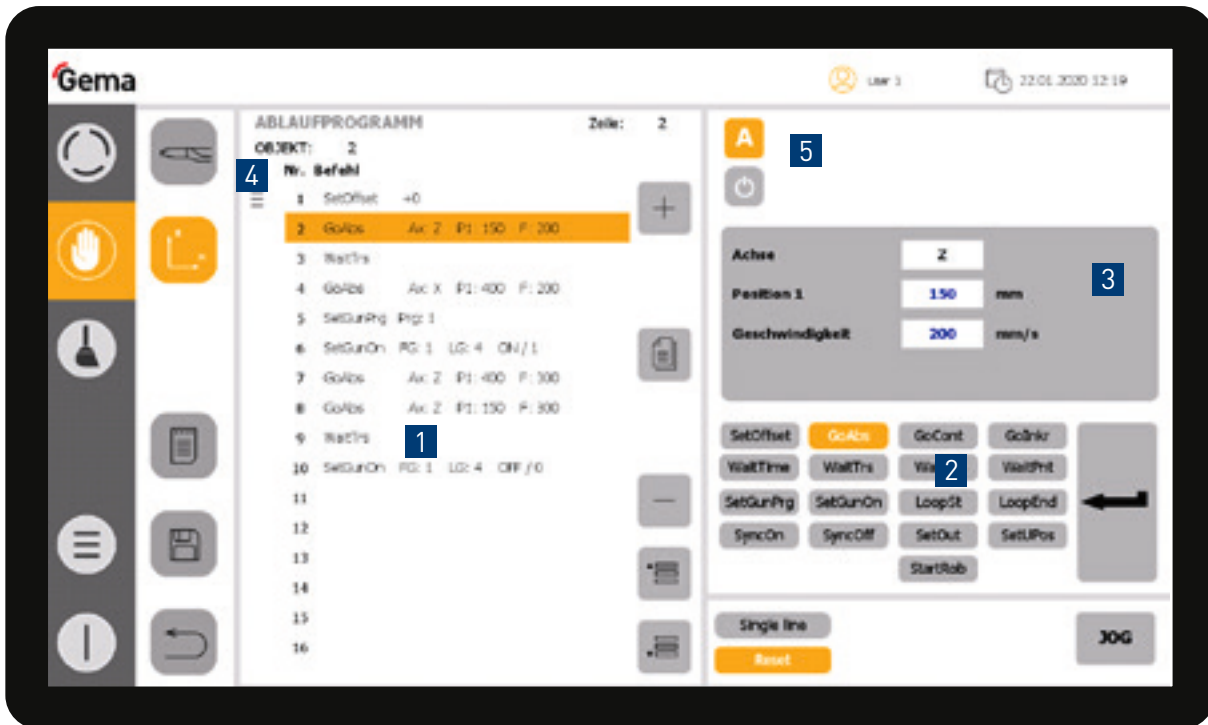 Gema
User 1
22.01.2020 12:19
ABLAUFPROGRAMM Zeile: 2
OBJEKT: 2
4
Nr. Befehl
1 SetOffset +0
2 GoAbs Ax: Z P1: 150 F: 200
3 WaitTrs
4 GoAbs Ax: X P1: 400 F: 200
5 SetGunPrg Prg: 1
6 SetGunOn FG: 1 LG: 4 ON/1
7 GoAbs Ax: Z P1: 400 F: 300
8 GoAbs Ax: Z P1: 150 F: 300
9 WaitTrs
1
10 SetGunOn FG: 1 LG: 4 OFF/0
11
12
13
14
15
16
A
5
Achse Z
Position 1 150 mm
3
Geschwindigkeit 200 mm/s
SetOffset GoAbs GoCont GoInkr
WaitTime WaitTrs 2 WaitPnt
SetGunPrg SetGunOn LoopSt LoopEnd
SyncOn SyncOff SetOut SetUPos
StartRob
Single line
Reset
JOG